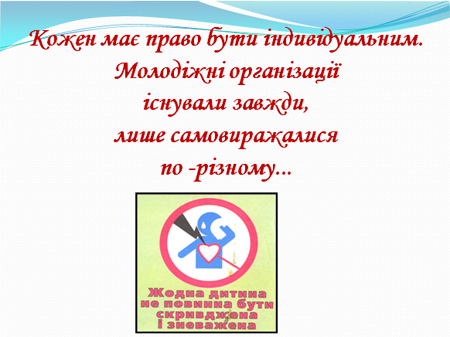 Кожен має право бути індивідуальним.
Молодіжні організації
існували завжди,
лише самовиражалися
по -різному...
Жодна дитина
не повинна бути
скривджена
і зневажена